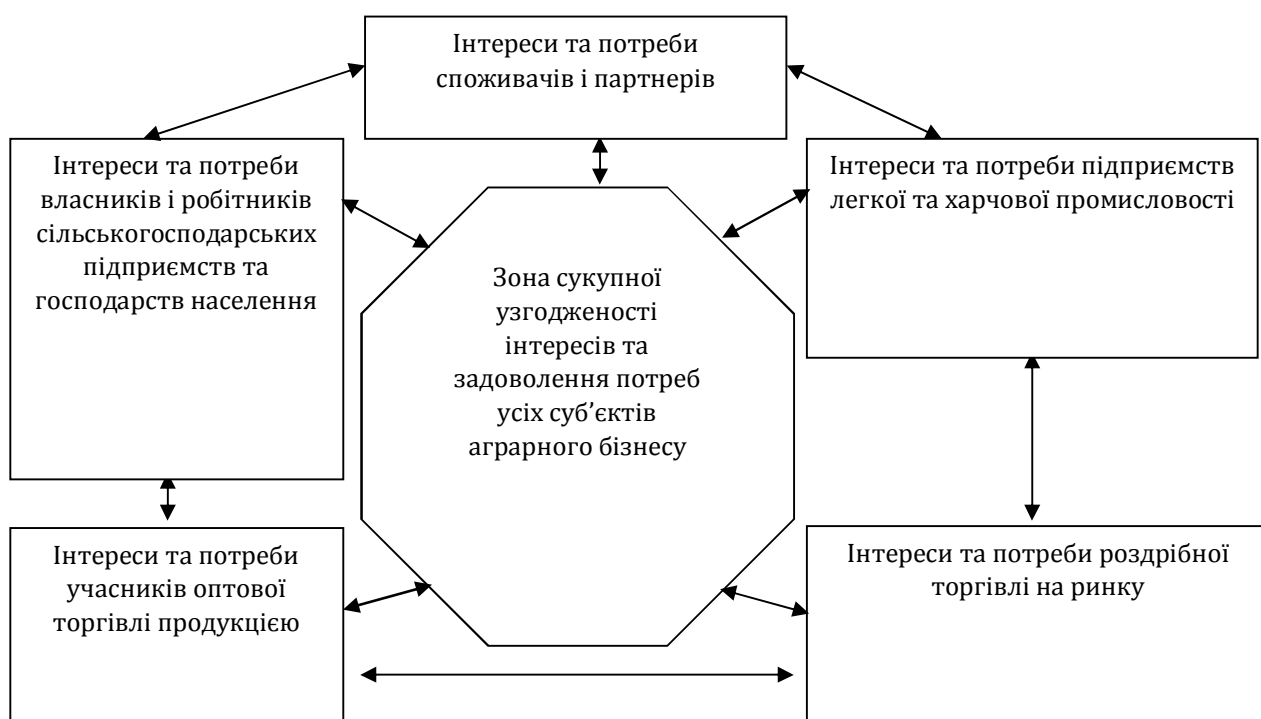 Інтереси та потреби
споживачів і партнерів
Інтереси та потреби
власників і робітників
сільськогосподарських
підприємств та
господарств населення
Інтереси та потреби підприємств
легкої та харчової промисловості
Зона сукупної
узгодженості
інтересів та
задоволення потреб
усіх суб’єктів
аграрного бізнесу
Інтереси та потреби
учасників оптової
торгівлі продукцією
Інтереси та потреби роздрібної
торгівлі на ринку